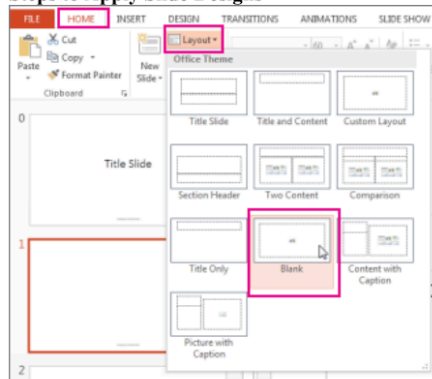 Steps to Apply Slide Designs
FILE HOME INSERT DESIGN TRANSITIONS ANIMATIONS SLIDE SHOW
Cut
Copy
Format Painter
Paste
New
Slide
Clipboard
Layout
Office Theme
Title Slide Title and Content Custom Layout
Section Header Two Content Comparison
Title Only Blank Content with
Caption
Picture with
Caption
0
Title Slide
1
2